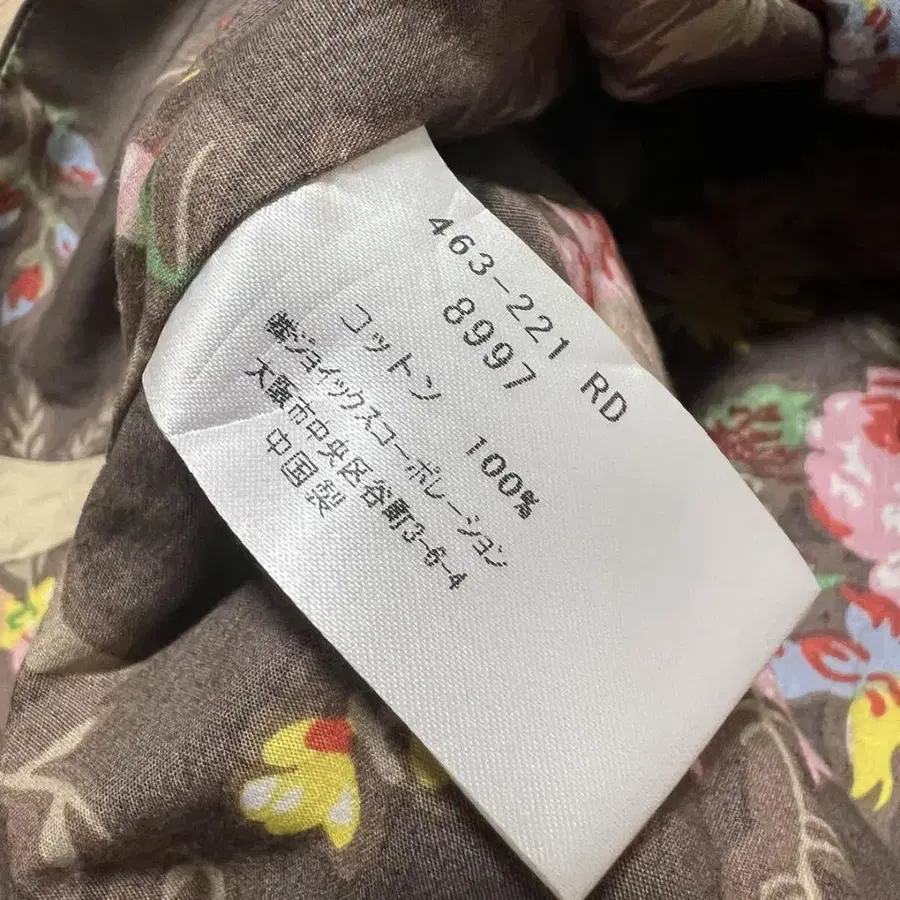 463-221 RD
8997
コットン 100%
㈱ジョイックスコーポレーション
大阪市中央区谷町3-6-4
中国製